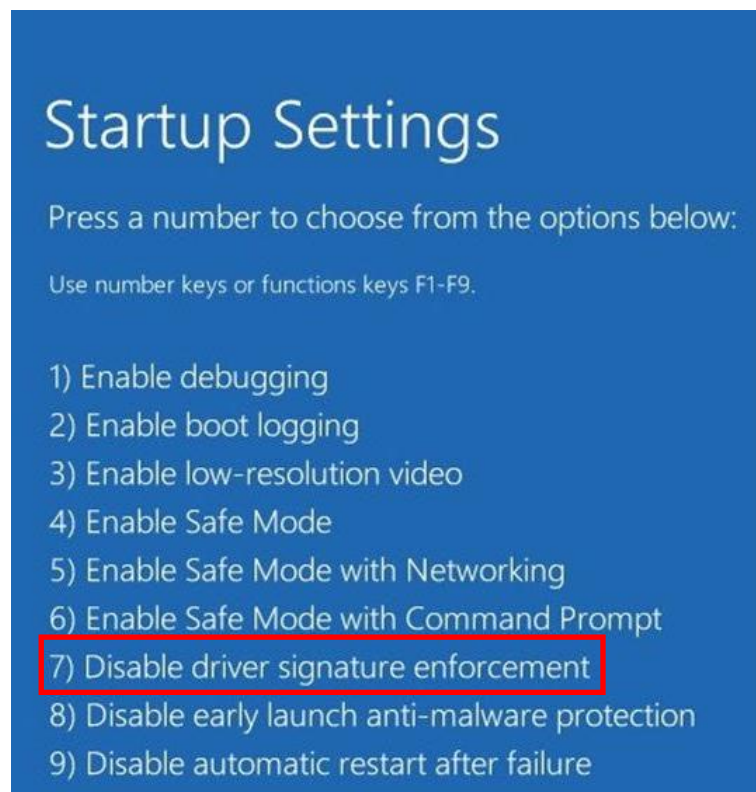 Startup Settings
Press a number to choose from the options below:
Use number keys or functions keys F1-F9.
1) Enable debugging
2) Enable boot logging
3) Enable low-resolution video
4) Enable Safe Mode
5) Enable Safe Mode with Networking
6) Enable Safe Mode with Command Prompt
7) Disable driver signature enforcement
8) Disable early launch anti-malware protection
9) Disable automatic restart after failure